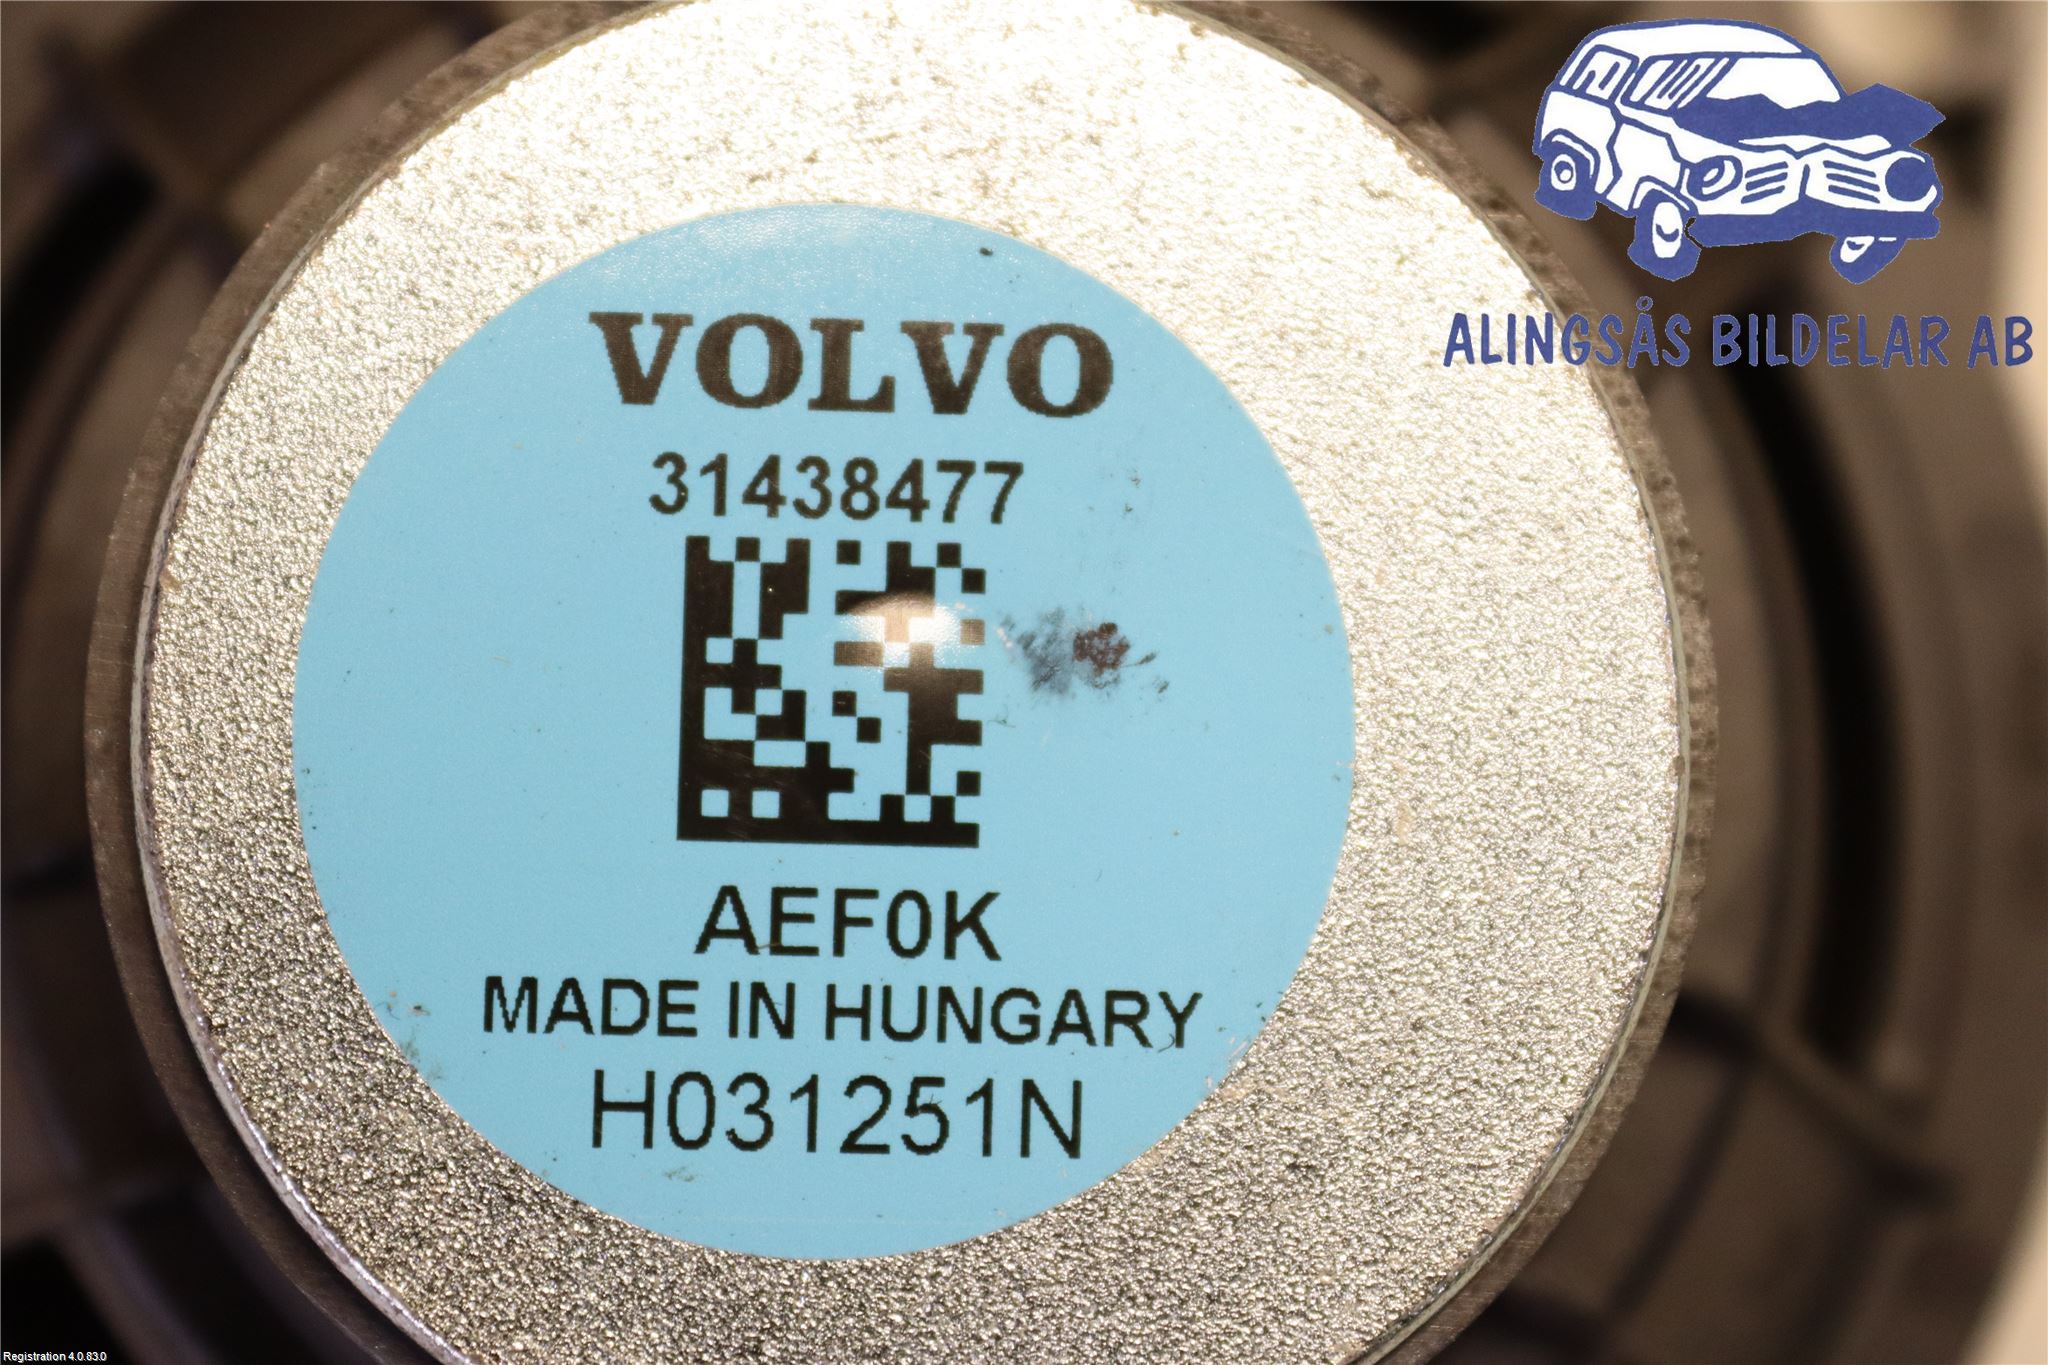 VOLVO
31438477
AEF0K
MADE IN HUNGARY
H031251N
ALINGSÅS BILDELAR AB
Registration 4.0.83.0